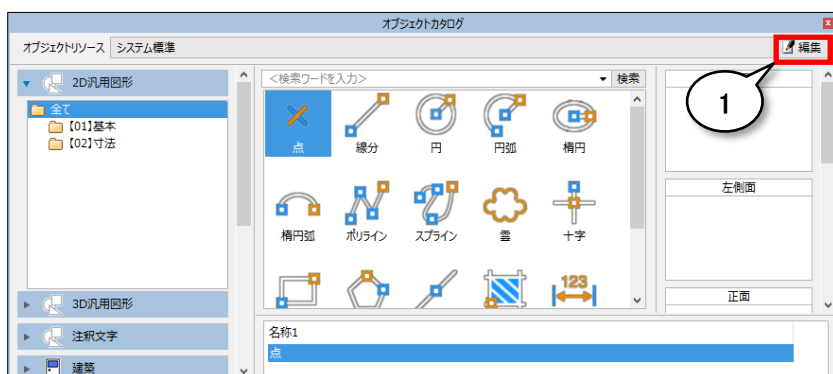 オブジェクトカタログ
オブジェクトリソース システム標準 編集
1
2D汎用図形
全て
【01】基本
【02】寸法
3D汎用図形
注釈文字
建築
<検索ワードを入力> 検索
点 線分 円 円弧 楕円
楕円弧 ポリライン スプライン 雲 十字
123
名称1
点
左側面
正面